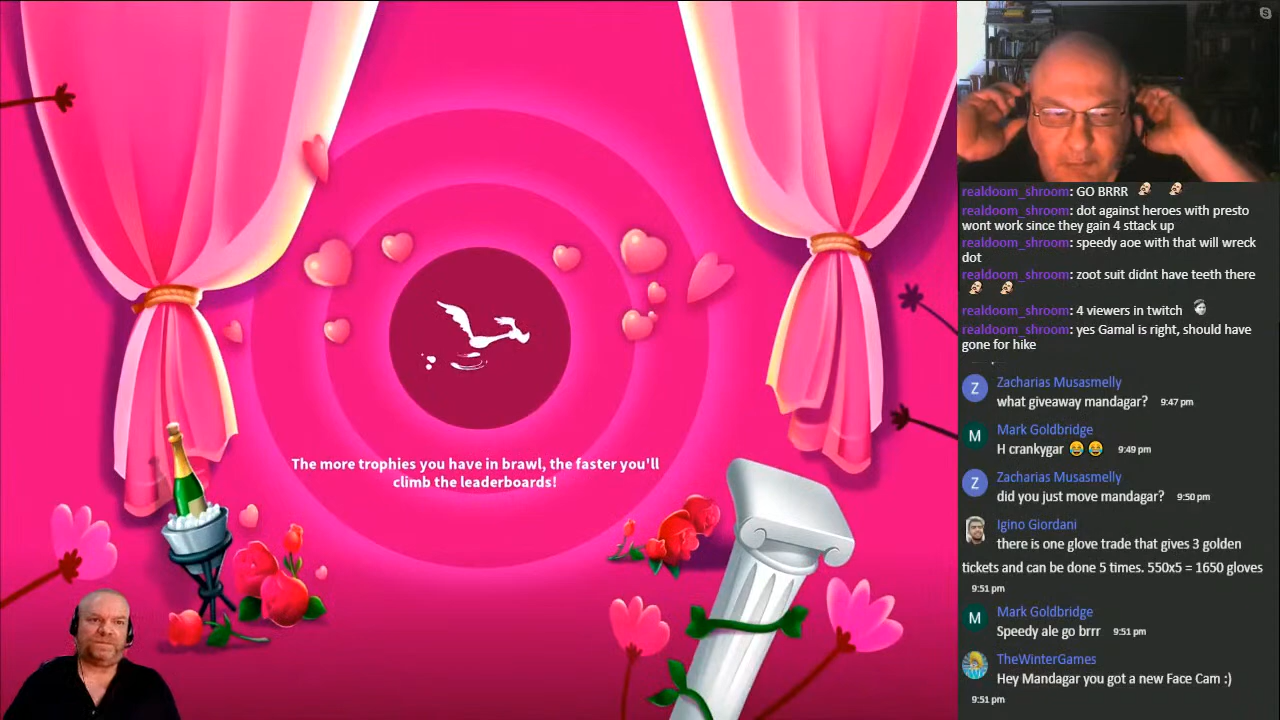 The more trophies you have in brawl, the faster you'll
climb the leaderboards!
realdoom_shroom: GO BRRR
realdoom_shroom: dot against heroes with presto
wont work since they gain 4 sttack up
realdoom_shroom: speedy aoe with that will wreck
dot
realdoom_shroom: zoot suit didnt have teeth there
realdoom_shroom: 4 viewers in twitch
realdoom_shroom: yes Gamal is right, should have
gone for hike
Z
Zacharias Musasmelly
what giveaway mandagar? 9:47 pm
M
Mark Goldbridge
H crankygar 😂 😂 9:49 pm
Z
Zacharias Musasmelly
did you just move mandagar? 9:50 pm
Igino Giordani
there is one glove trade that gives 3 golden
tickets and can be done 5 times. 550x5 = 1650 gloves
9:51 pm
M
Mark Goldbridge
Speedy ale go brrr 9:51 pm
TheWinterGames
Hey Mandagar you got a new Face Cam :)
9:51 pm